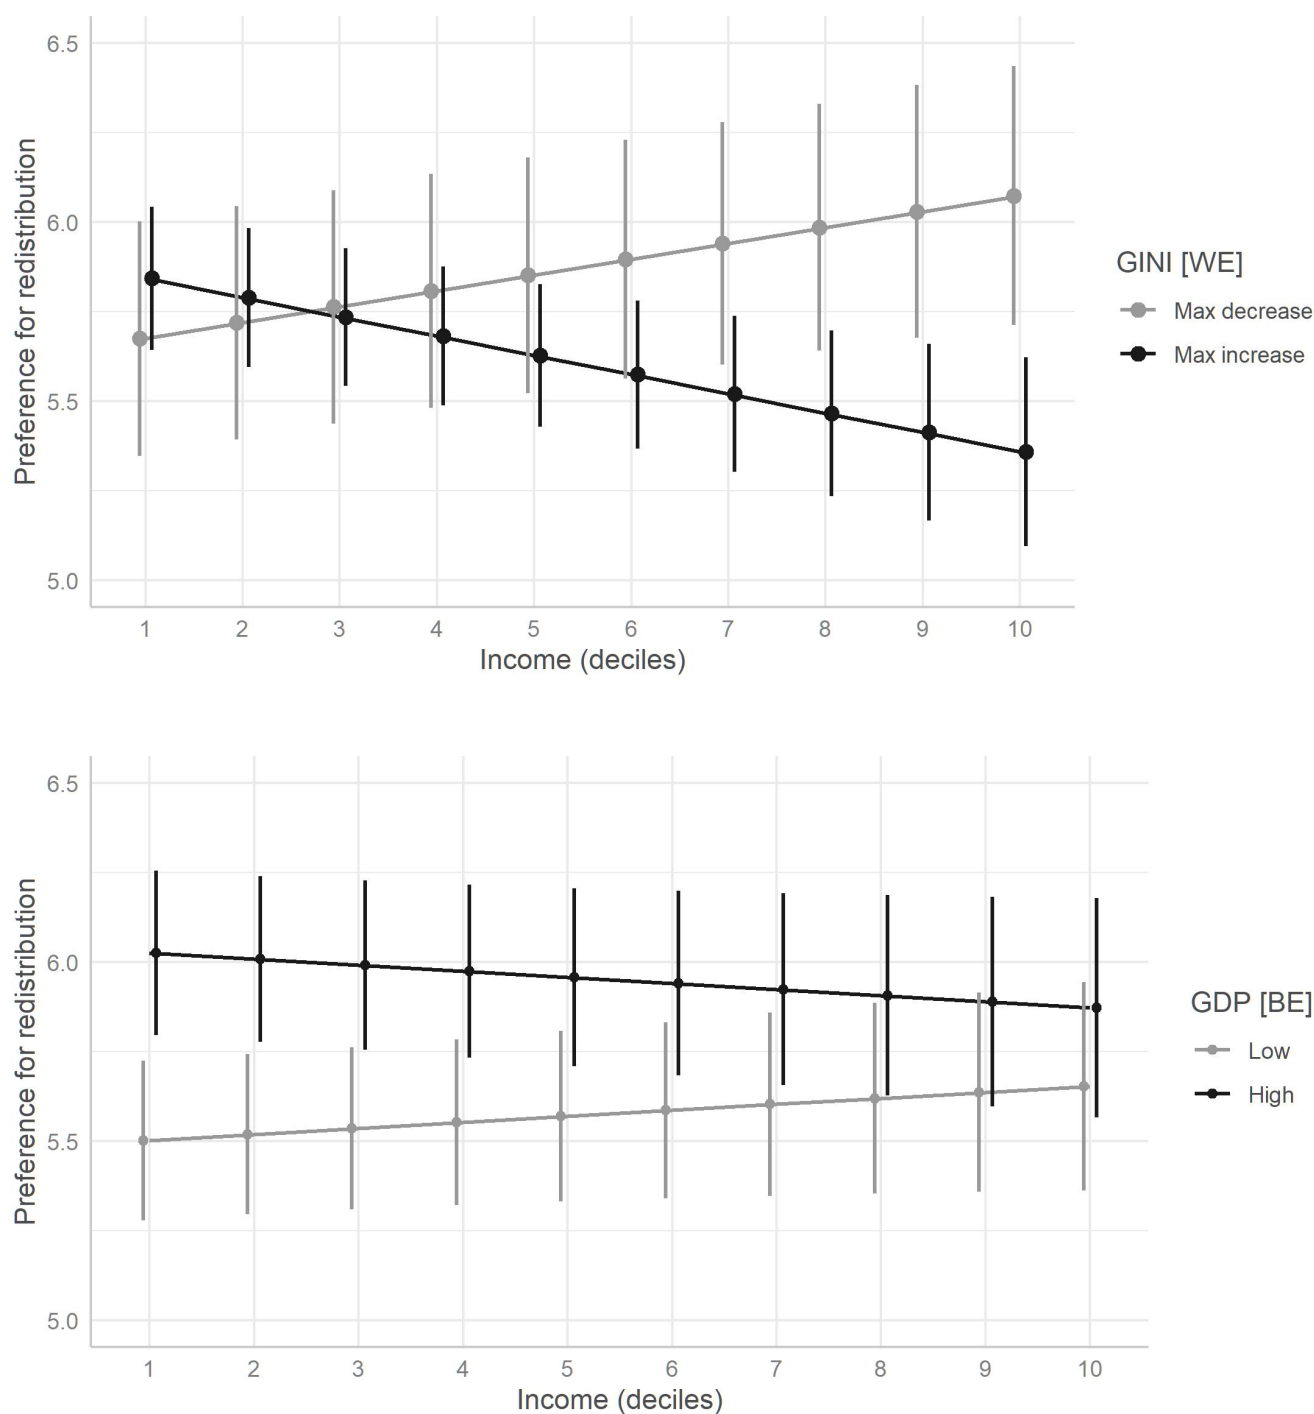 6.5
6.0
5.5
5.0
Preference for redistribution
1 2 3 4 5 6 7 8 9 10
Income (deciles)
GINI [WE]
Max decrease
Max increase
6.5
6.0
5.5
5.0
Preference for redistribution
1 2 3 4 5 6 7 8 9 10
Income (deciles)
GDP [BE]
Low
High